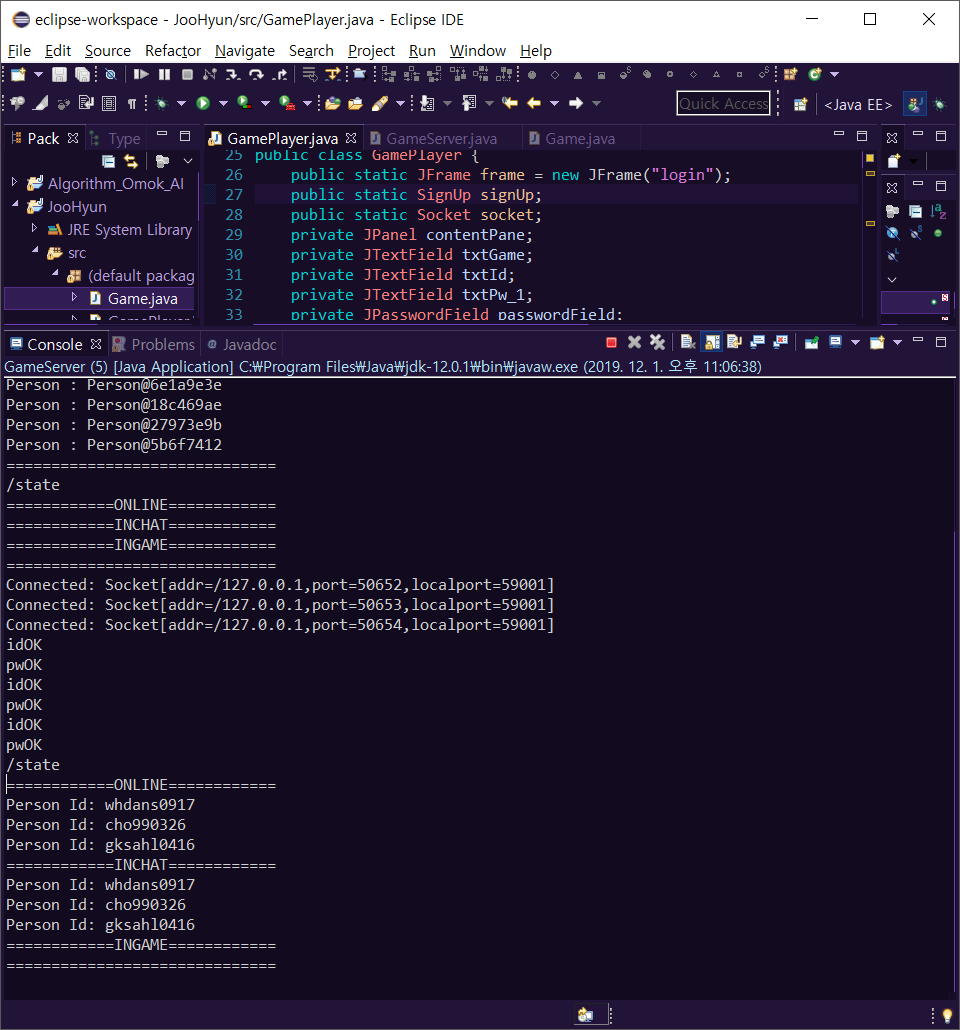 eclipse-workspace - JooHyun/src/GamePlayer.java - Eclipse IDE
File Edit Source Refactor Navigate Search Project Run Window Help
Quick Access
<Java EE>
Pack Type
GamePlayer.java GameServer.java Game.java
Algorithm_Omok_AI
JooHyun
JRE System Library
src
(default packag
Game.java
25 public class GamePlayer {
26 public static JFrame frame = new JFrame("login");
27 public static SignUp signUp;
28 public static Socket socket;
29 private JPanel contentPane;
30 private JTextField txtGame;
31 private JTextField txtId;
32 private JTextField txtPw_1;
33 private JPasswordField passwordField;
Console Problems Javadoc
GameServer (5) [Java Application] C:₩Program Files₩Java₩jdk-12.0.1₩bin₩javaw.exe (2019. 12. 1. 오후 11:06:38)
Person : Person@6e1a9e3e
Person : Person@18c469ae
Person : Person@27973e9b
Person : Person@5b6f7412
==============================
/state
============ONLINE============
============INCHAT============
============INGAME============
==============================
Connected: Socket[addr=/127.0.0.1,port=50652,localport=59001]
Connected: Socket[addr=/127.0.0.1,port=50653,localport=59001]
Connected: Socket[addr=/127.0.0.1,port=50654,localport=59001]
idOK
pwOK
idOK
pwOK
idOK
pwOK
/state
============ONLINE============
Person Id: whdans0917
Person Id: cho990326
Person Id: gksahl0416
============INCHAT============
Person Id: whdans0917
Person Id: cho990326
Person Id: gksahl0416
============INGAME============
==============================